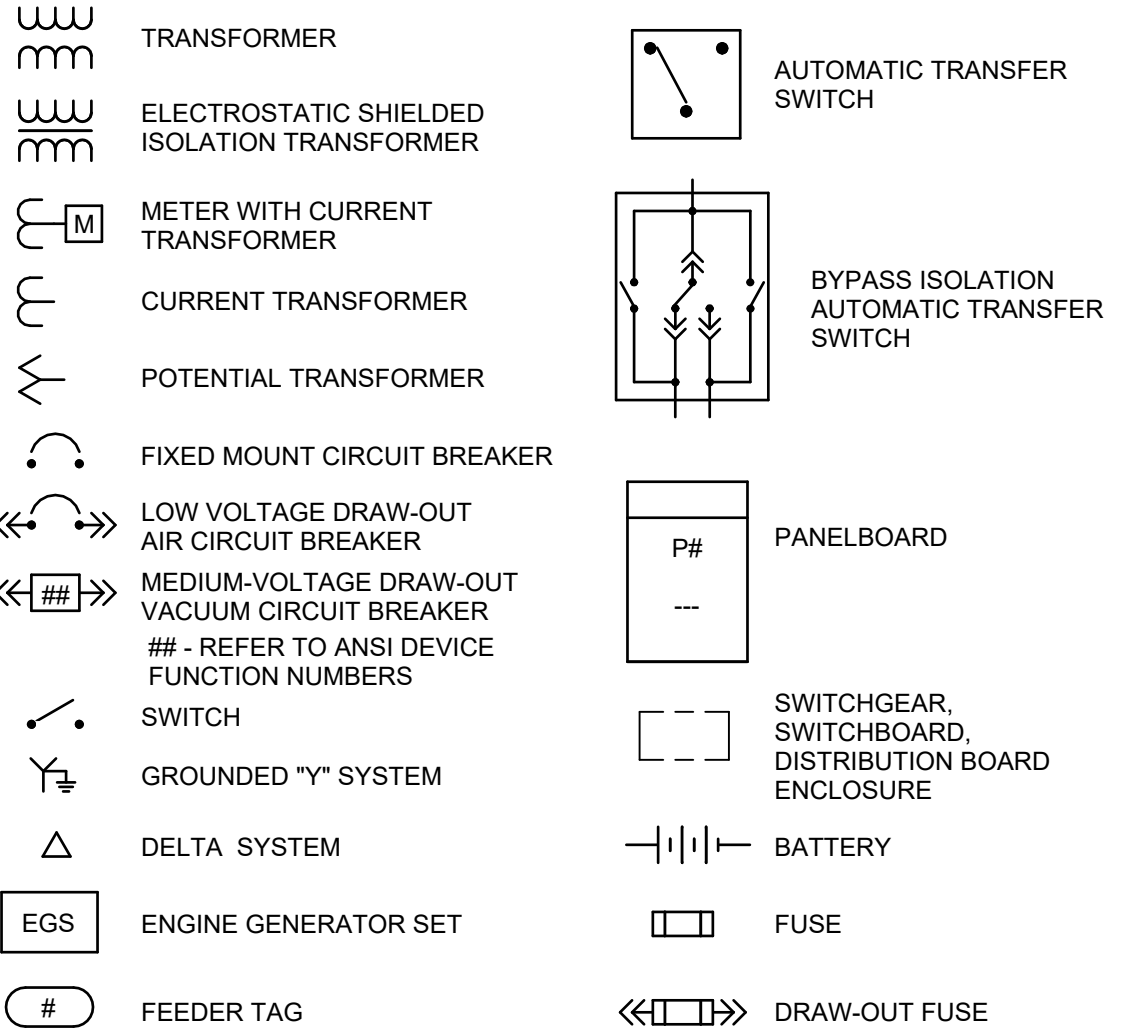 TRANSFORMER
ELECTROSTATIC SHIELDED
ISOLATION TRANSFORMER
M
METER WITH CURRENT
TRANSFORMER
CURRENT TRANSFORMER
POTENTIAL TRANSFORMER
FIXED MOUNT CIRCUIT BREAKER
LOW VOLTAGE DRAW-OUT
AIR CIRCUIT BREAKER
##
MEDIUM-VOLTAGE DRAW-OUT
VACUUM CIRCUIT BREAKER
## - REFER TO ANSI DEVICE
FUNCTION NUMBERS
SWITCH
GROUNDED "Y" SYSTEM
DELTA SYSTEM
EGS
ENGINE GENERATOR SET
#
FEEDER TAG
AUTOMATIC TRANSFER
SWITCH
BYPASS ISOLATION
AUTOMATIC TRANSFER
SWITCH
P#
---
PANELBOARD
SWITCHGEAR,
SWITCHBOARD,
DISTRIBUTION BOARD
ENCLOSURE
BATTERY
FUSE
DRAW-OUT FUSE